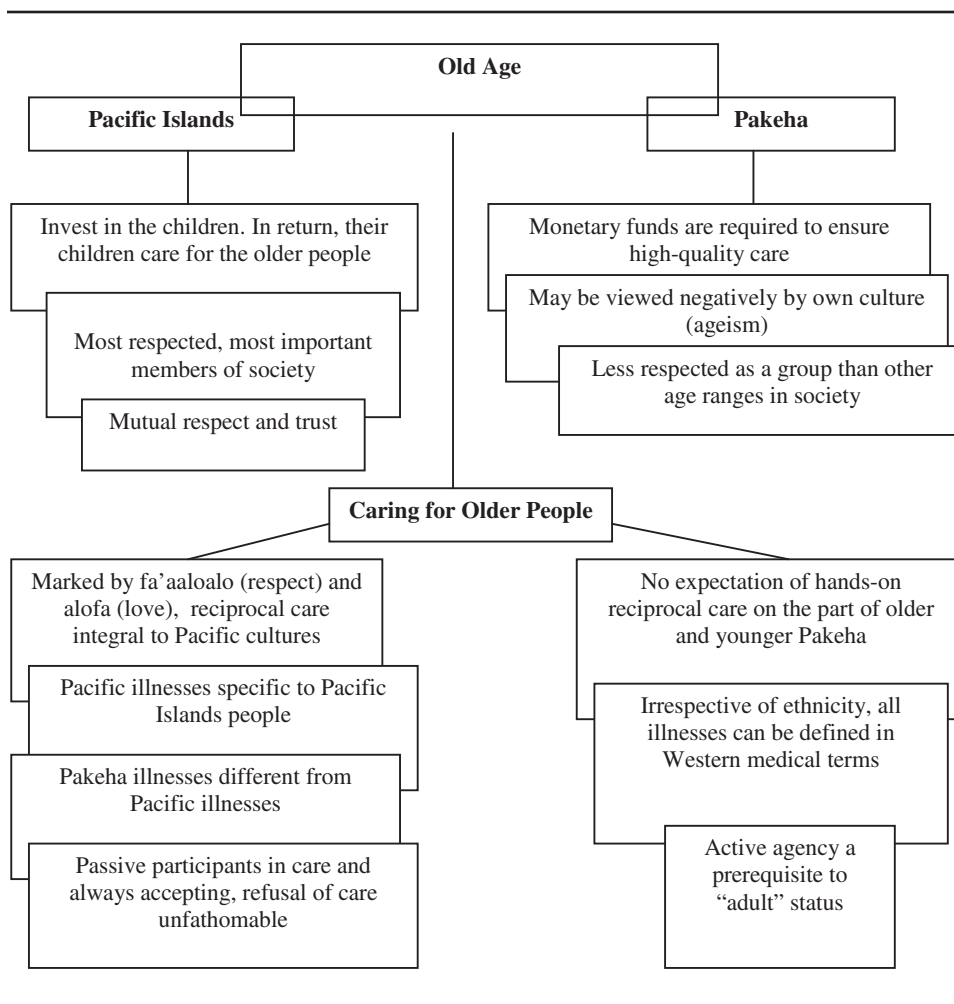 Old Age
Pacific Islands
Pakeha
Invest in the children. In return, their
children care for the older people
Most respected, most important
members of society
Mutual respect and trust
Monetary funds are required to ensure
high-quality care
May be viewed negatively by own culture
(ageism)
Less respected as a group than other
age ranges in society
Caring for Older People
Marked by fa’aaloalo (respect) and
alofa (love), reciprocal care
integral to Pacific cultures
Pacific illnesses specific to Pacific
Islands people
Pakeha illnesses different from
Pacific illnesses
Passive participants in care and
always accepting, refusal of care
unfathomable
No expectation of hands-on
reciprocal care on the part of older
and younger Pakeha
Irrespective of ethnicity, all
illnesses can be defined in
Western medical terms
Active agency a
prerequisite to
“adult” status